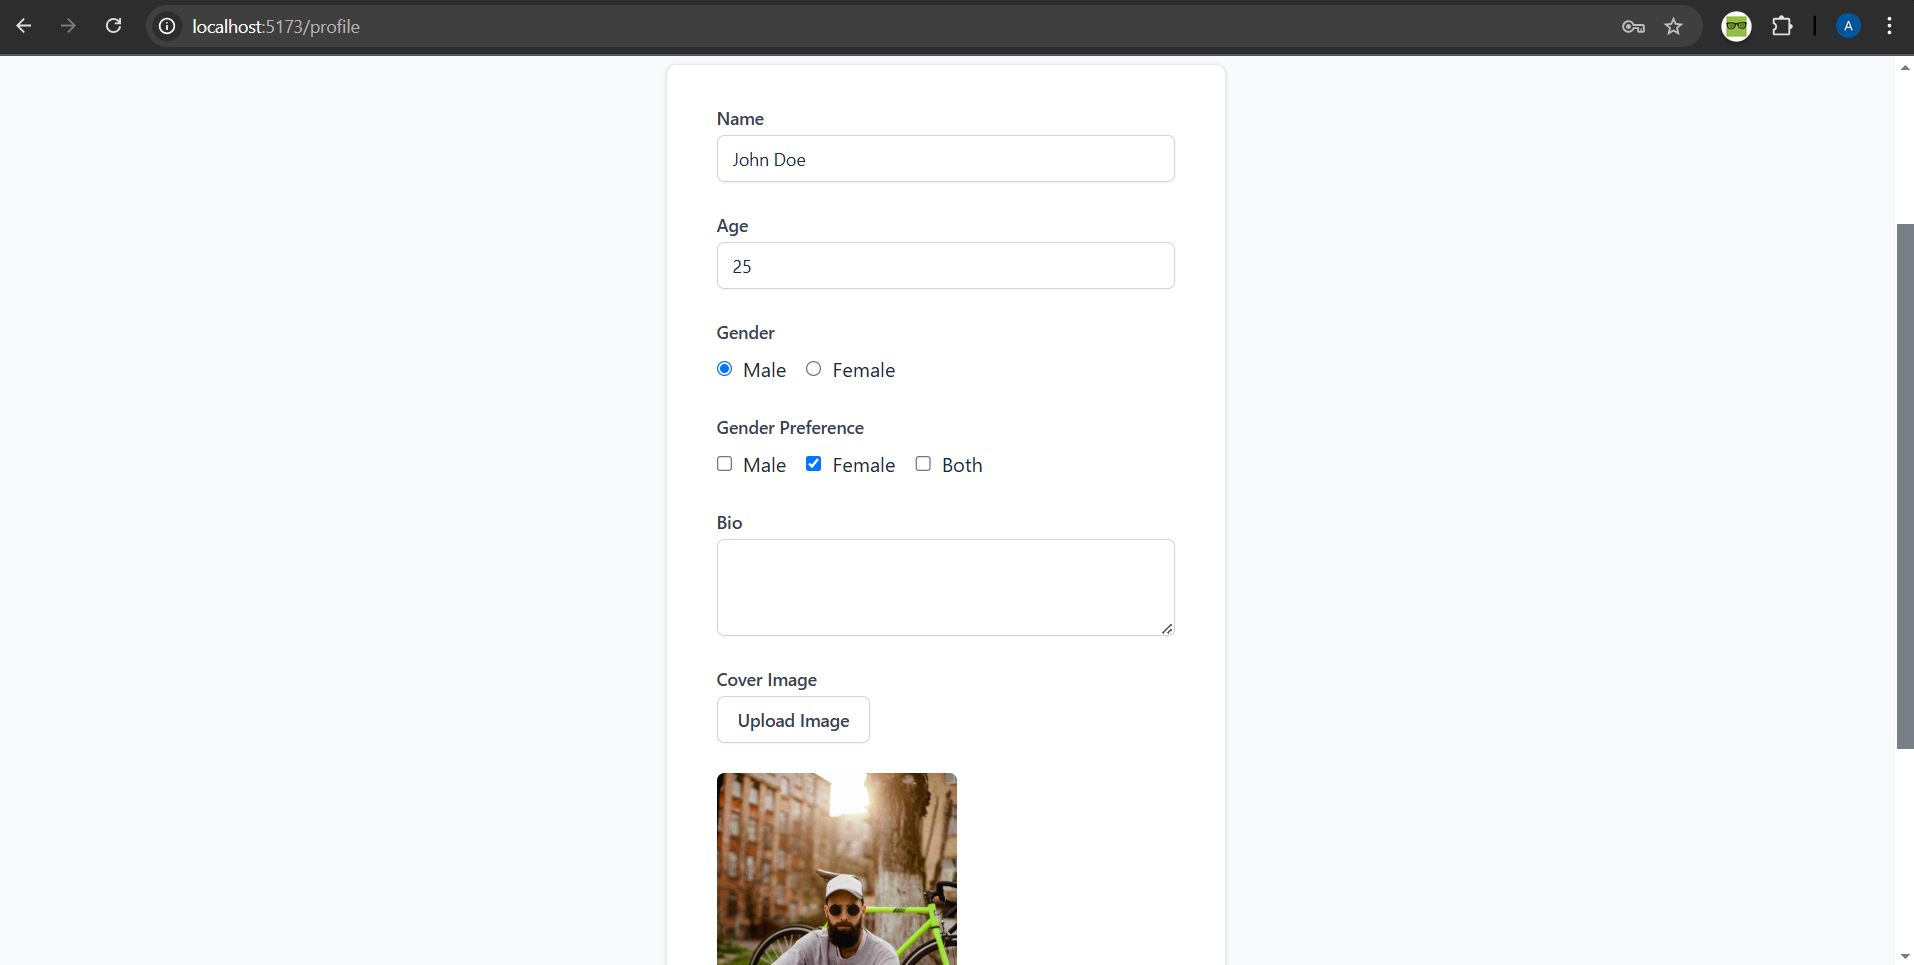 localhost:5173/profile
A
Name
John Doe
Age
25
Gender
Male Female
Gender Preference
Male Female Both
Bio
Cover Image
Upload Image